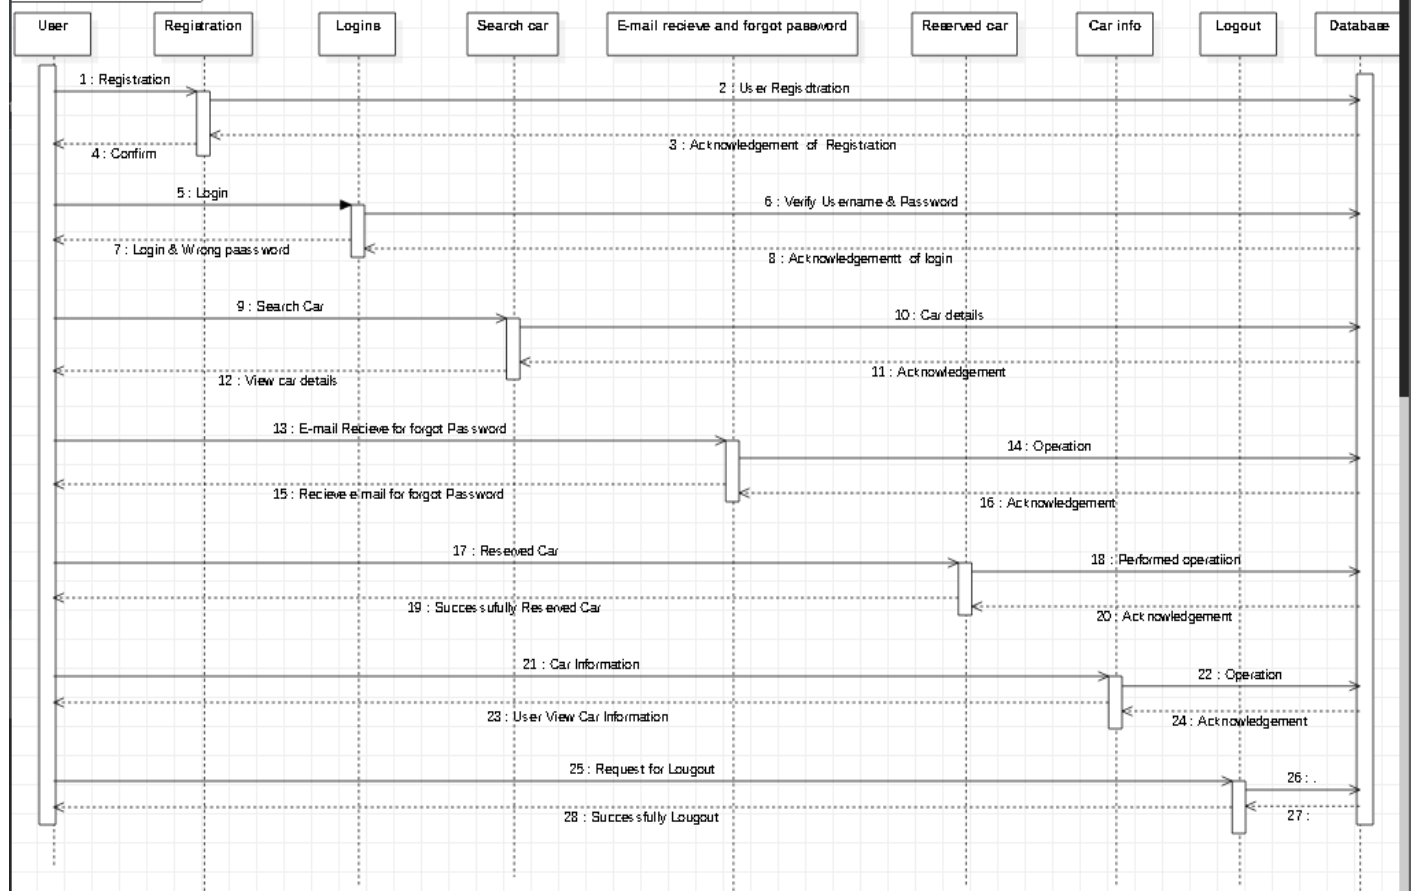 User
Registration
Logins
Search car
E-mail recieve and forgot password
Reserved car
Car info
Logout
Database
1 : Registration
2 : User Regisdtration
3 : Acknowledgement of Registration
4 : Confirm
5 : Login
6 : Verify Username & Password
7 : Login & Wrong paassword
8 : Acknowledgementt of login
9 : Search Car
10 : Car details
11 : Acknowledgement
12 : View car details
13 : E-mail Recieve for forgot Password
14 : Operation
15 : Recieve e mail for forgot Password
16 : Acknowledgement
17 : Reserved Car
18 : Performed operatiion
19 : Successufully Reserved Car
20 : Acknowledgement
21 : Car Information
22 : Operation
23 : User View Car Information
24 : Acknowledgement
25 : Request for Lougout
26 : .
27 :
28 : Successfully Lougout